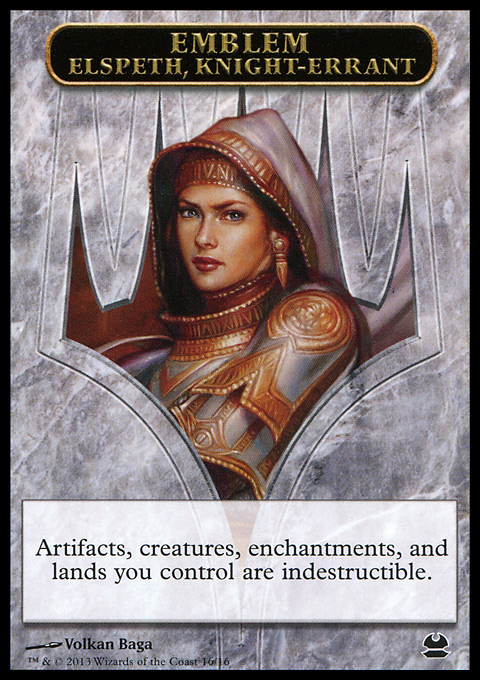 EMBLEM
ELSPETH, KNIGHT-ERRANT
Artifacts, creatures, enchantments, and
lands you control are indestructible.
Volkan Baga
™ & © 2013 Wizards of the Coast 16/16